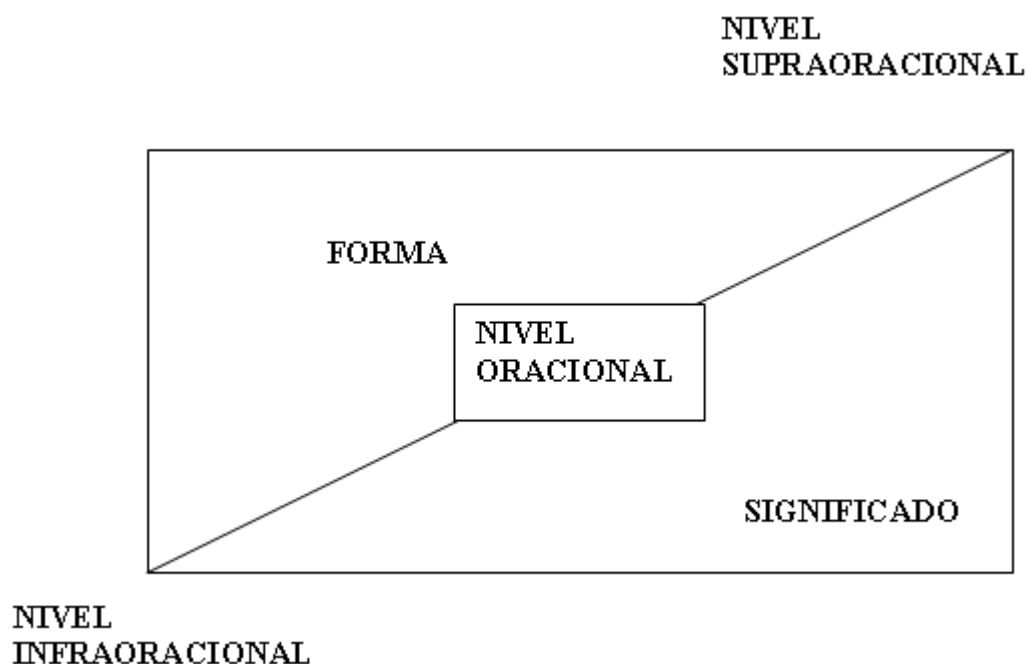 NIVEL
SUPRAORACIONAL
FORMA
NIVEL
ORACIONAL
SIGNIFICADO
NIVEL
INFRAORACIONAL